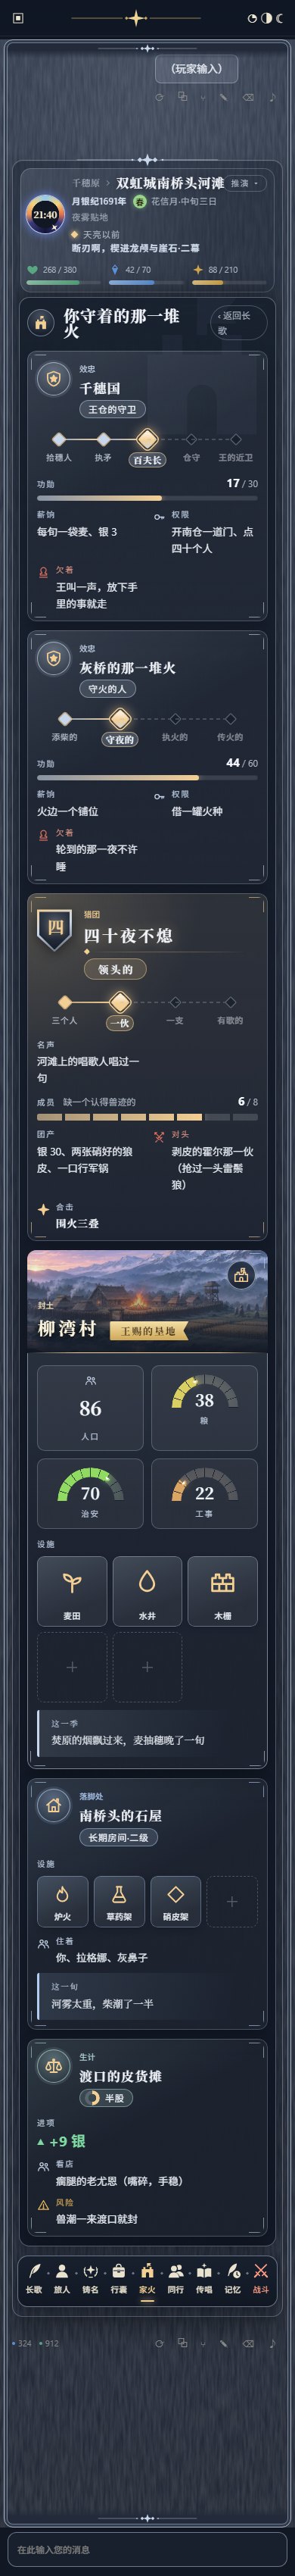 (玩家输入)
千穗原 › 双虹城南桥头河滩
推演
21:40
月银纪1691年 春 花信月·中旬三日
夜雾贴地
天亮以前
断刃啊，楔进龙颅与崖石·二幕
268 / 380
42 / 70
88 / 210
你守着的那一堆火
‹ 返回长歌
效忠
千穗国
王仓的守卫
拾穗人
执矛
百夫长
仓守
王的近卫
功勋
17 / 30
薪饷
每旬一袋麦、银 3
权限
开南仓一道门、点四十个人
欠着
王叫一声，放下手里的事就走
效忠
灰桥的那一堆火
守火的人
添柴的
守夜的
执火的
传火的
功勋
44 / 60
薪饷
火边一个铺位
权限
借一罐火种
欠着
轮到的那一夜不许睡
四
猎团
四十夜不熄
领头的
三个人
一伙
一支
有歌的
名声
河滩上的唱歌人唱过一句
成员 缺一个认得兽迹的
6 / 8
团产
银 30、两张硝好的狼皮、一口行军锅
对头
剥皮的霍尔那一伙（抢过一头雷鬃狼）
合击
围火三叠
封土
柳湾村
王赐的垦地
86
人口
38
粮
70
治安
22
工事
设施
麦田
水井
木栅
这一季
焚原的烟飘过来，麦抽穗晚了一旬
落脚处
南桥头的石屋
长期房间·二级
设施
炉火
草药架
硝皮架
住着
你、拉格娜、灰鼻子
这一旬
河雾太重，柴潮了一半
生计
渡口的皮货摊
半股
进项
+9 银
看店
瘸腿的老尤恩（嘴碎，手稳）
风险
兽潮一来渡口就封
长歌
旅人
铸名
行囊
家火
同行
传唱
记忆
战斗
324
912
在此输入您的消息